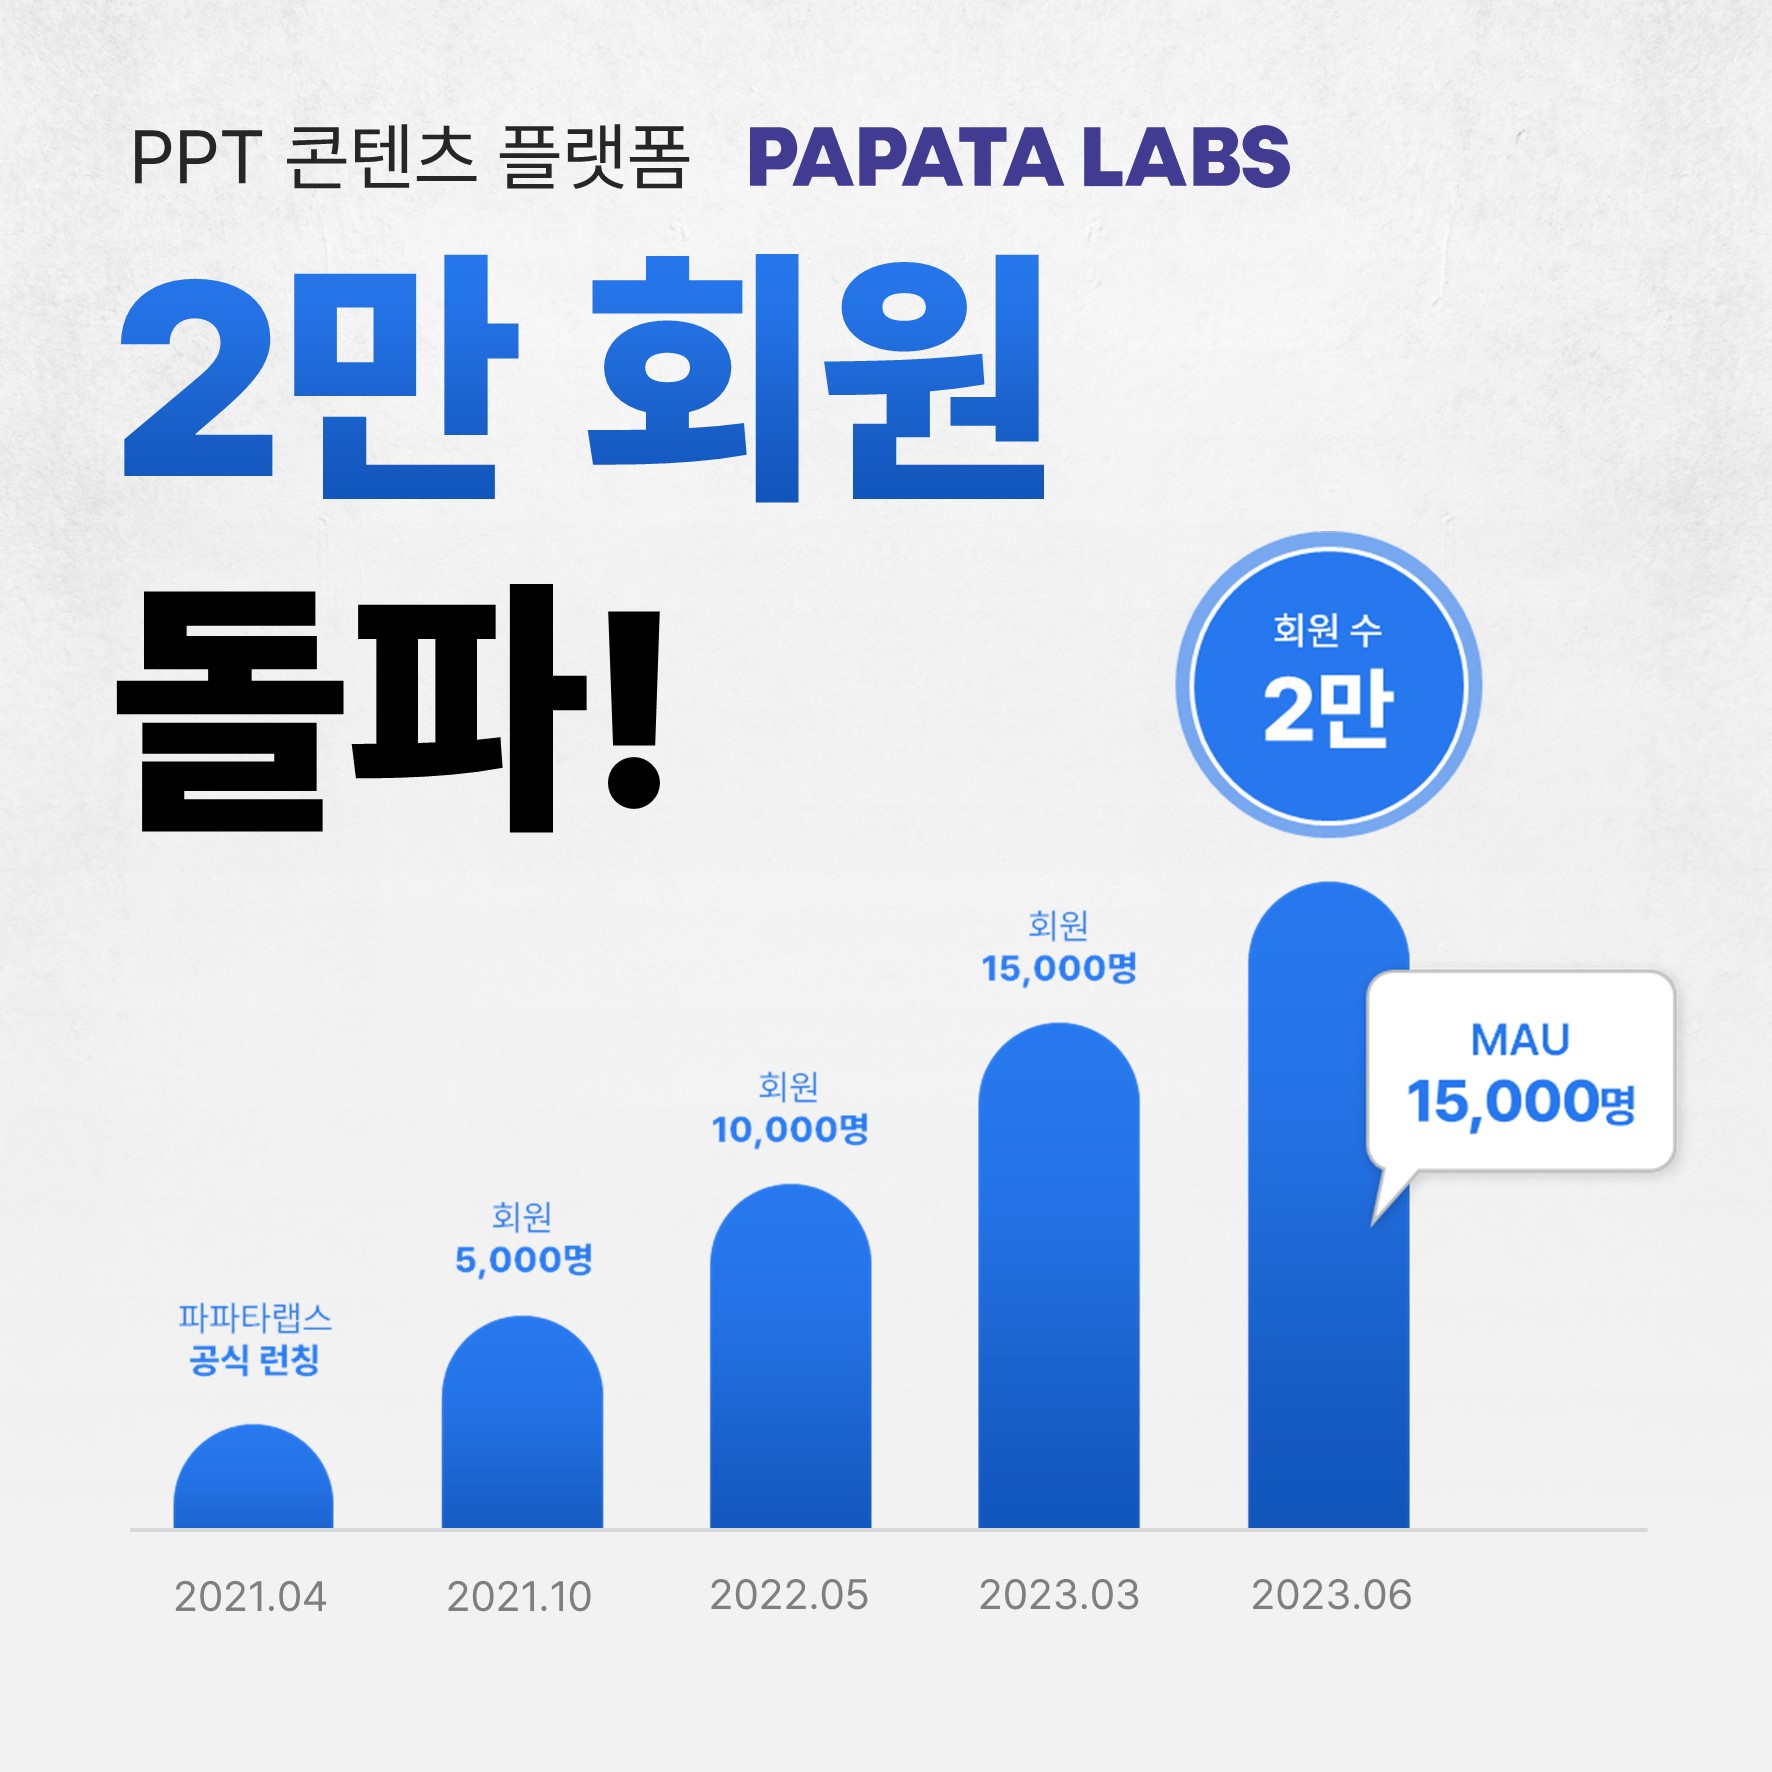 PPT 콘텐츠 플랫폼 PAPATA LABS
2만 회원
돌파!
회원 수
2만
회원
15,000명
MAU
15,000명
회원
10,000명
회원
5,000명
파파타랩스
공식 런칭
2021.04 2021.10 2022.05 2023.03 2023.06